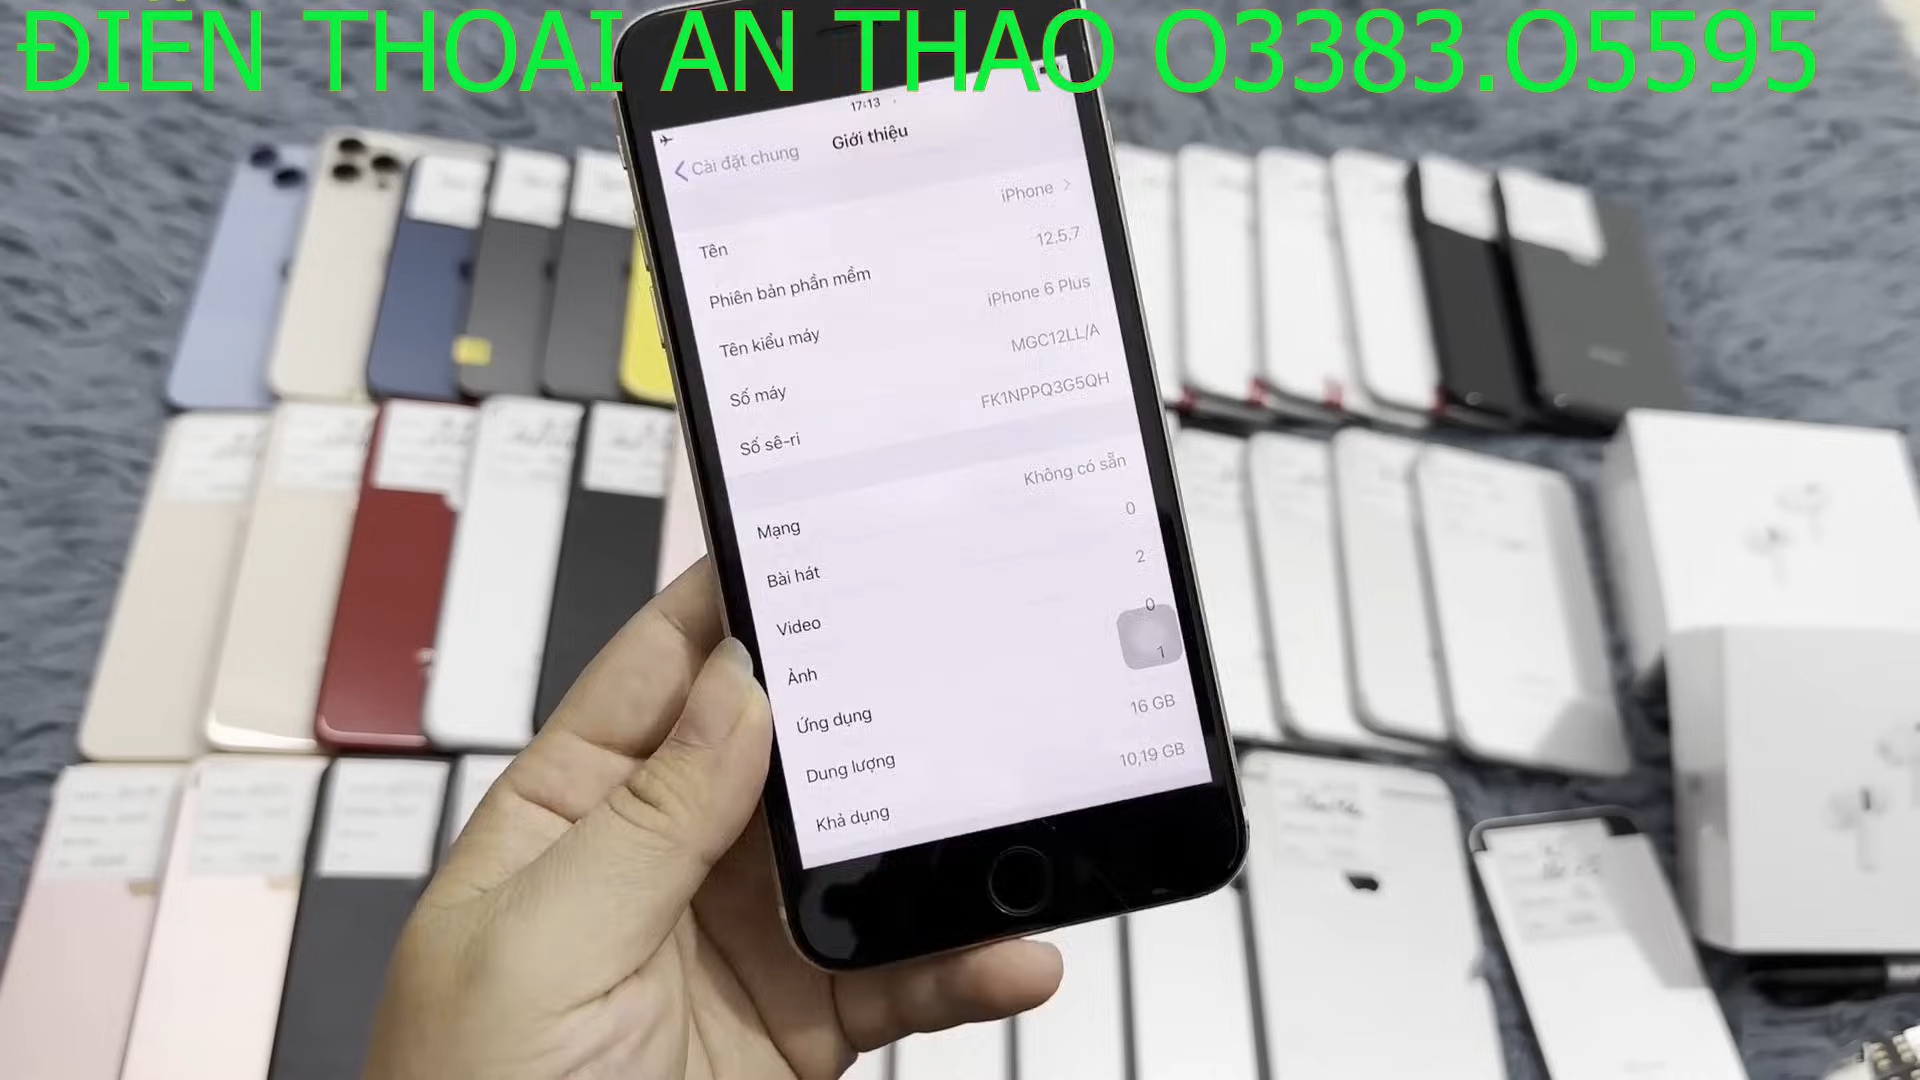 ĐIỆN THOẠI AN THAO O3383.O5595
17:13
Cài đặt chung
Giới thiệu
Tên
iPhone
Phiên bản phần mềm
12,5,7
Tên kiểu máy
iPhone 6 Plus
Số máy
MGC12LL/A
Số sê-ri
FK1NPPQ3G5QH
Mạng
Không có sẵn
Bài hát
0
Video
2
Ảnh
0
Ứng dụng
1
Dung lượng
16 GB
Khả dụng
10,19 GB